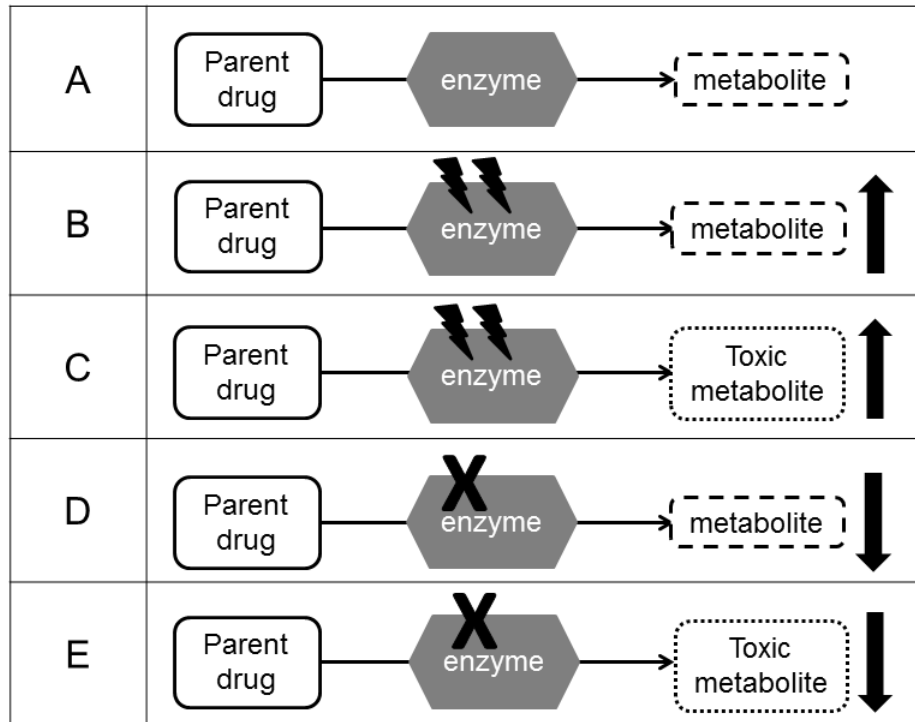 A
Parent
drug
enzyme
metabolite
B
Parent
drug
enzyme
metabolite
C
Parent
drug
enzyme
Toxic
metabolite
D
Parent
drug
X
enzyme
metabolite
E
Parent
drug
X
enzyme
Toxic
metabolite